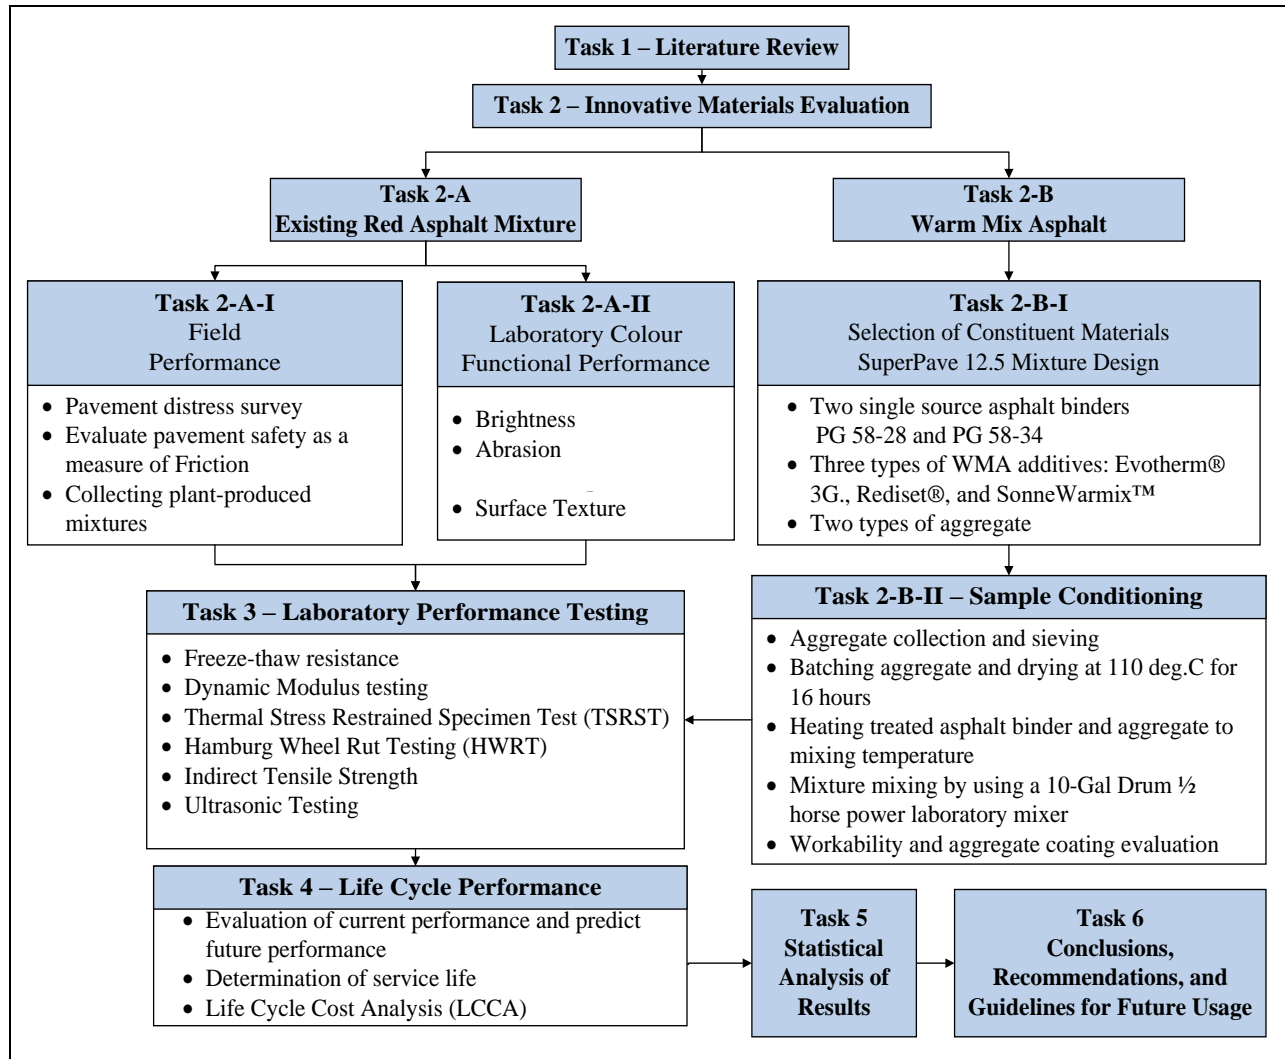 Task 1 – Literature Review
Task 2 – Innovative Materials Evaluation
Task 2-A
Existing Red Asphalt Mixture
Task 2-B
Warm Mix Asphalt
Task 2-A-I
Field
Performance
• Pavement distress survey
• Evaluate pavement safety as a
measure of Friction
• Collecting plant-produced
mixtures
Task 2-A-II
Laboratory Colour
Functional Performance
• Brightness
• Abrasion
• Surface Texture
Task 2-B-I
Selection of Constituent Materials
SuperPave 12.5 Mixture Design
• Two single source asphalt binders
PG 58-28 and PG 58-34
• Three types of WMA additives: Evotherm®
3G., Rediset®, and SonneWarmix™
• Two types of aggregate
Task 2-B-II – Sample Conditioning
• Aggregate collection and sieving
• Batching aggregate and drying at 110 deg.C for
16 hours
• Heating treated asphalt binder and aggregate to
mixing temperature
• Mixture mixing by using a 10-Gal Drum ½
horse power laboratory mixer
• Workability and aggregate coating evaluation
Task 3 – Laboratory Performance Testing
• Freeze-thaw resistance
• Dynamic Modulus testing
• Thermal Stress Restrained Specimen Test (TSRST)
• Hamburg Wheel Rut Testing (HWRT)
• Indirect Tensile Strength
• Ultrasonic Testing
Task 4 – Life Cycle Performance
• Evaluation of current performance and predict
future performance
• Determination of service life
• Life Cycle Cost Analysis (LCCA)
Task 5
Statistical
Analysis of
Results
Task 6
Conclusions,
Recommendations, and
Guidelines for Future Usage